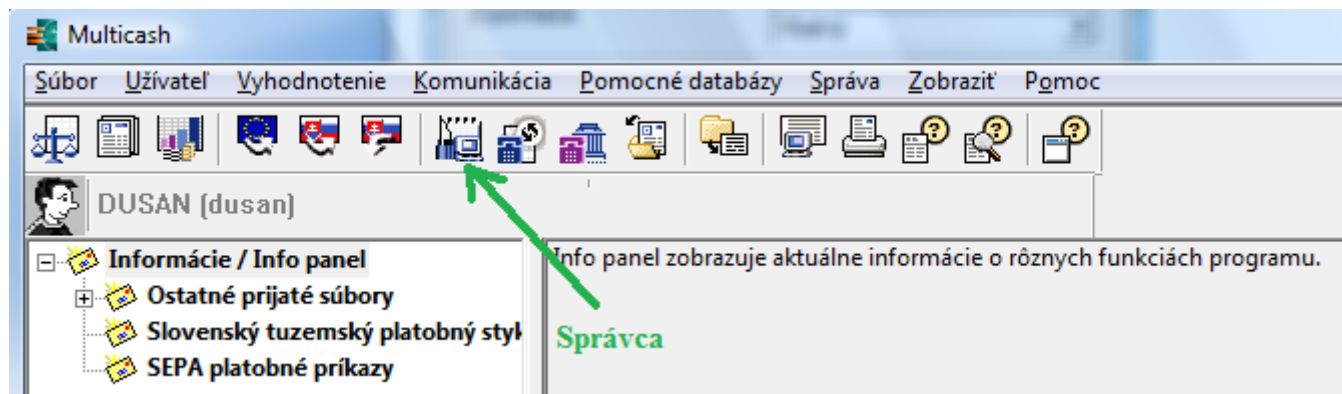 Multicash
Súbor Užívateľ Vyhodnotenie Komunikácia Pomocné databázy Správa Zobraziť Pomoc
DUSAN (dusan)
Informácie / Info panel
Ostatné prijaté súbory
Slovenský tuzemský platobný styk
SEPA platobné príkazy
Info panel zobrazuje aktuálne informácie o rôznych funkciách programu.
Správca